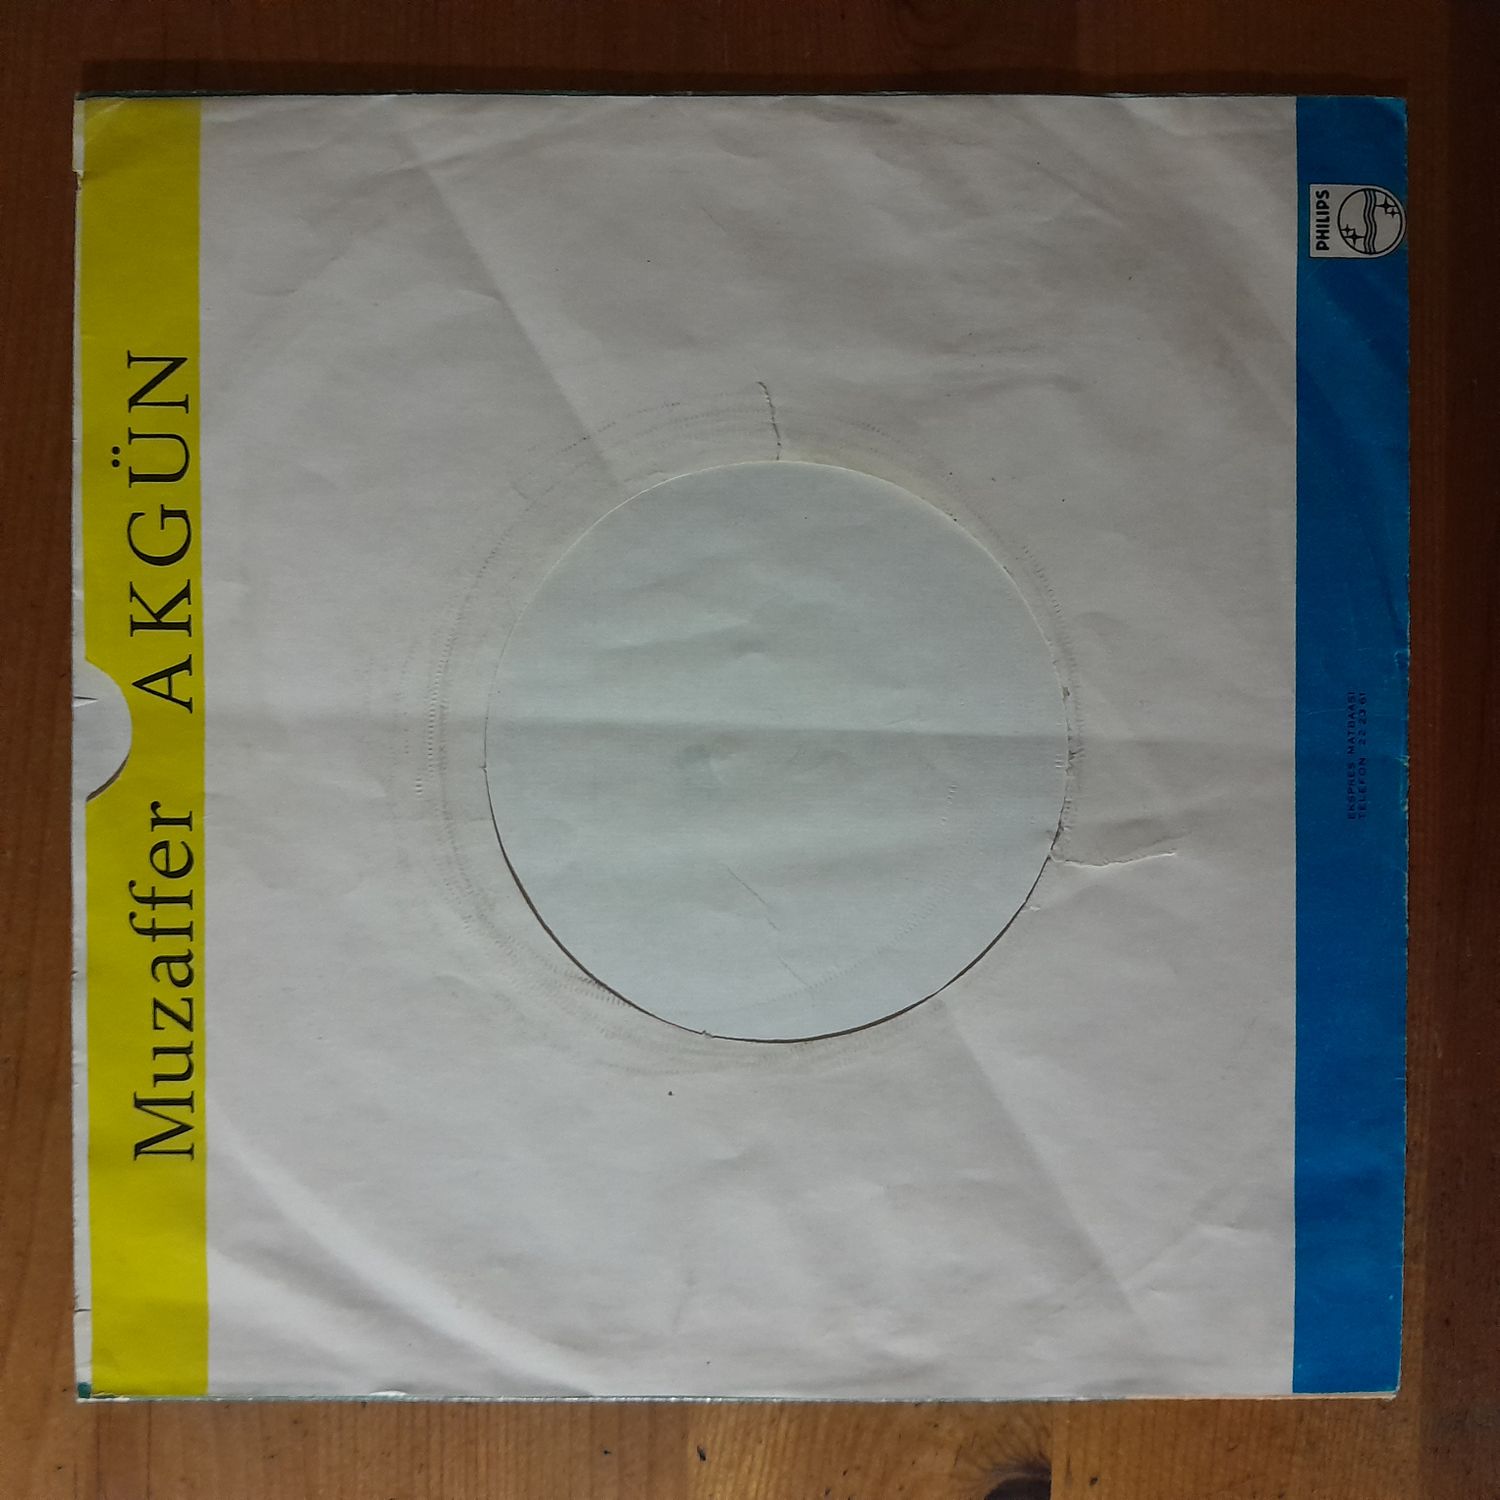 Muzaffer AKGÜN
PHILIPS
EKSPRES MATBAASI
TELEFON 22 23 61